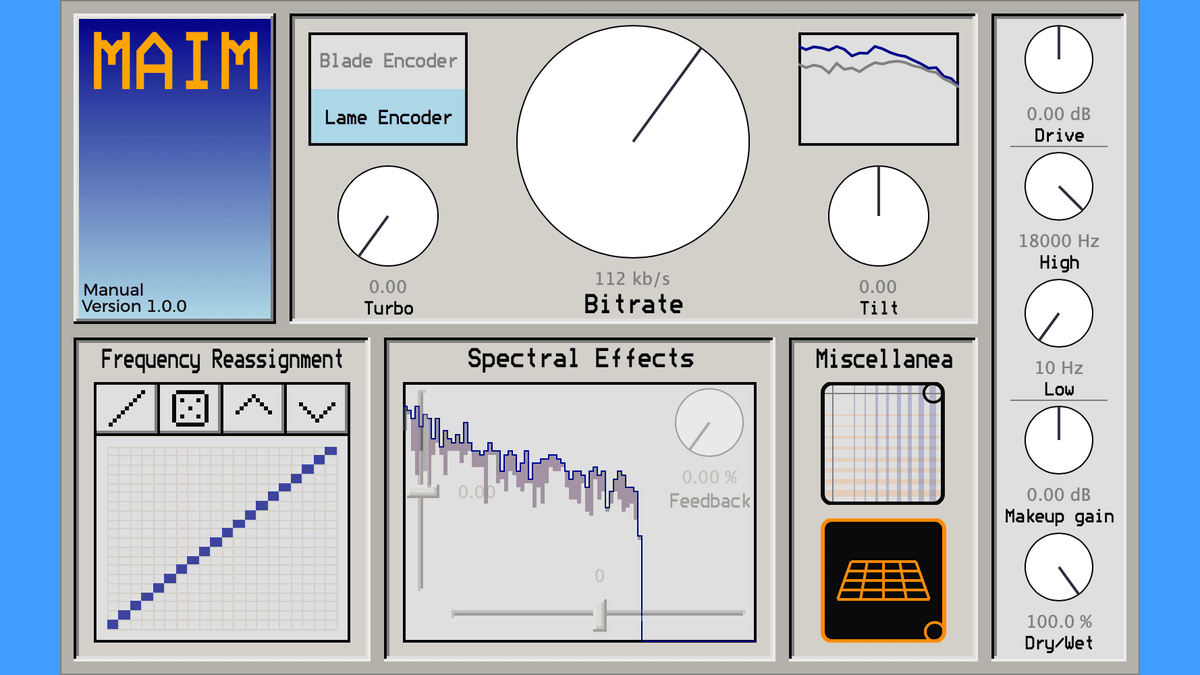 MAIM
Manual
Version 1.0.0
Blade Encoder
Lame Encoder
0.00
Turbo
112 kb/s
Bitrate
0.00
Tilt
0.00 dB
Drive
18000 Hz
High
10 Hz
Low
0.00 dB
Makeup gain
100.0 %
Dry/Wet
Frequency Reassignment
Spectral Effects
0.00
0.00 %
Feedback
0
Miscellanea